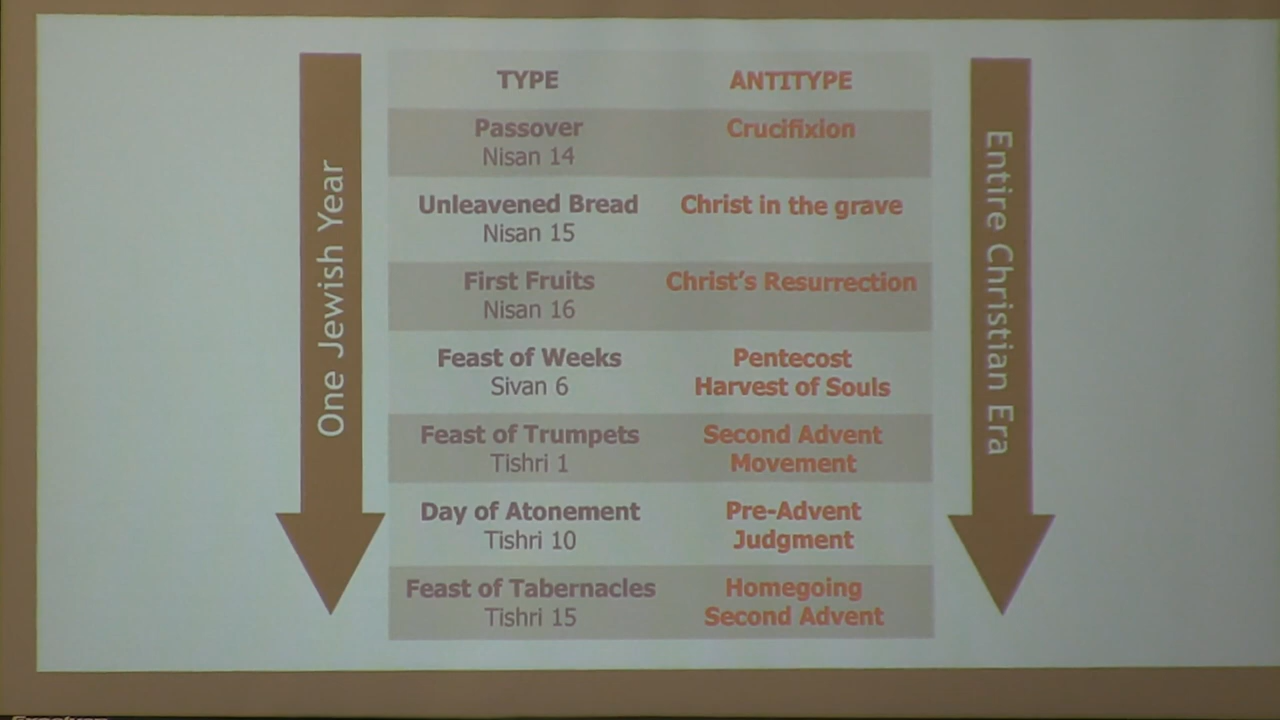 TYPE
ANTITYPE
Passover
Nisan 14
Crucifixion
Unleavened Bread
Nisan 15
Christ in the grave
First Fruits
Nisan 16
Christ's Resurrection
Feast of Weeks
Sivan 6
Pentecost
Harvest of Souls
Feast of Trumpets
Tishri 1
Second Advent
Movement
Day of Atonement
Tishri 10
Pre-Advent
Judgment
Feast of Tabernacles
Tishri 15
Homegoing
Second Advent
One Jewish Year
Entire Christian Era